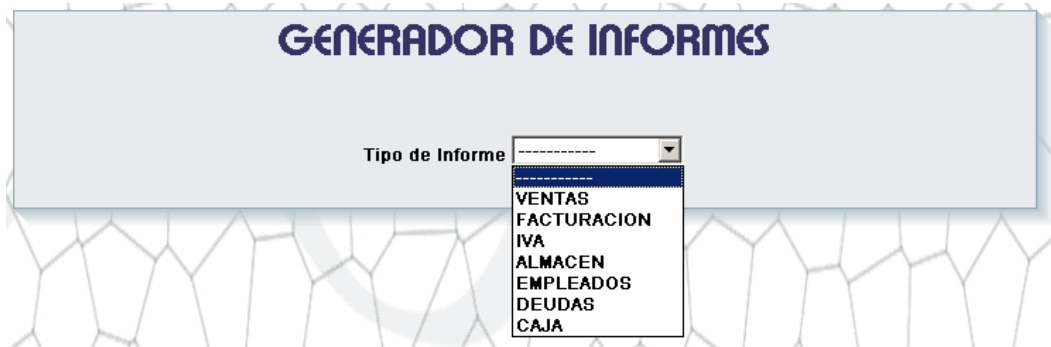 GENERADOR DE INFORMES
Tipo de Informe -----------
-----------
VENTAS
FACTURACION
IVA
ALMACEN
EMPLEADOS
DEUDAS
CAJA